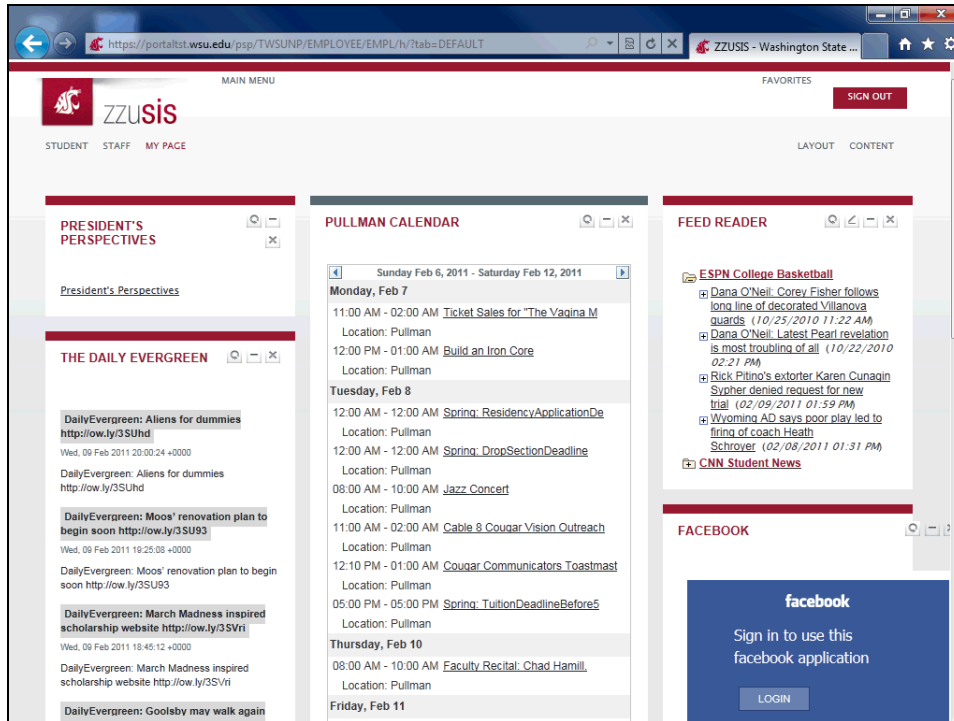 https://portaltst.wsu.edu/psp/TWSUNP/EMPLOYEE/EMPL/h/?tab=DEFAULT
ZZUSIS - Washington State ...
MAIN MENU
FAVORITES
SIGN OUT
zzusis
STUDENT STAFF MY PAGE
LAYOUT CONTENT
PRESIDENT'S
PERSPECTIVES
President's Perspectives
THE DAILY EVERGREEN
DailyEvergreen: Aliens for dummies
http://ow.ly/3SUhd
Wed, 09 Feb 2011 20:00:24 +0000
DailyEvergreen: Aliens for dummies
http://ow.ly/3SUhd
DailyEvergreen: Moos' renovation plan to
begin soon http://ow.ly/3SU93
Wed, 09 Feb 2011 19:25:08 +0000
DailyEvergreen: Moos' renovation plan to begin
soon http://ow.ly/3SU93
DailyEvergreen: March Madness inspired
scholarship website http://ow.ly/3SVri
Wed, 09 Feb 2011 18:45:12 +0000
DailyEvergreen: March Madness inspired
scholarship website http://ow.ly/3SVri
DailyEvergreen: Goolsby may walk again
PULLMAN CALENDAR
Sunday Feb 6, 2011 - Saturday Feb 12, 2011
Monday, Feb 7
11:00 AM - 02:00 AM Ticket Sales for "The Vagina M
Location: Pullman
12:00 PM - 01:00 AM Build an Iron Core
Location: Pullman
Tuesday, Feb 8
12:00 AM - 12:00 AM Spring: ResidencyApplicationDe
Location: Pullman
12:00 AM - 12:00 AM Spring: DropSectionDeadline
Location: Pullman
08:00 AM - 10:00 AM Jazz Concert
Location: Pullman
11:00 AM - 02:00 AM Cable 8 Cougar Vision Outreach
Location: Pullman
12:10 PM - 01:00 AM Cougar Communicators Toastmast
Location: Pullman
05:00 PM - 05:00 PM Spring: TuitionDeadlineBefore5
Location: Pullman
Thursday, Feb 10
08:00 AM - 10:00 AM Faculty Recital: Chad Hamill,
Location: Pullman
Friday, Feb 11
FEED READER
ESPN College Basketball
Dana O'Neil: Corey Fisher follows
long line of decorated Villanova
guards (10/25/2010 11:22 AM)
Dana O'Neil: Latest Pearl revelation
is most troubling of all (10/22/2010
02:21 PM)
Rick Pitino's extorter Karen Cunagin
Sypher denied request for new
trial (02/09/2011 01:59 PM)
Wyoming AD says poor play led to
firing of coach Heath
Schroyer (02/08/2011 01:31 PM)
CNN Student News
FACEBOOK
facebook
Sign in to use this
facebook application
LOGIN